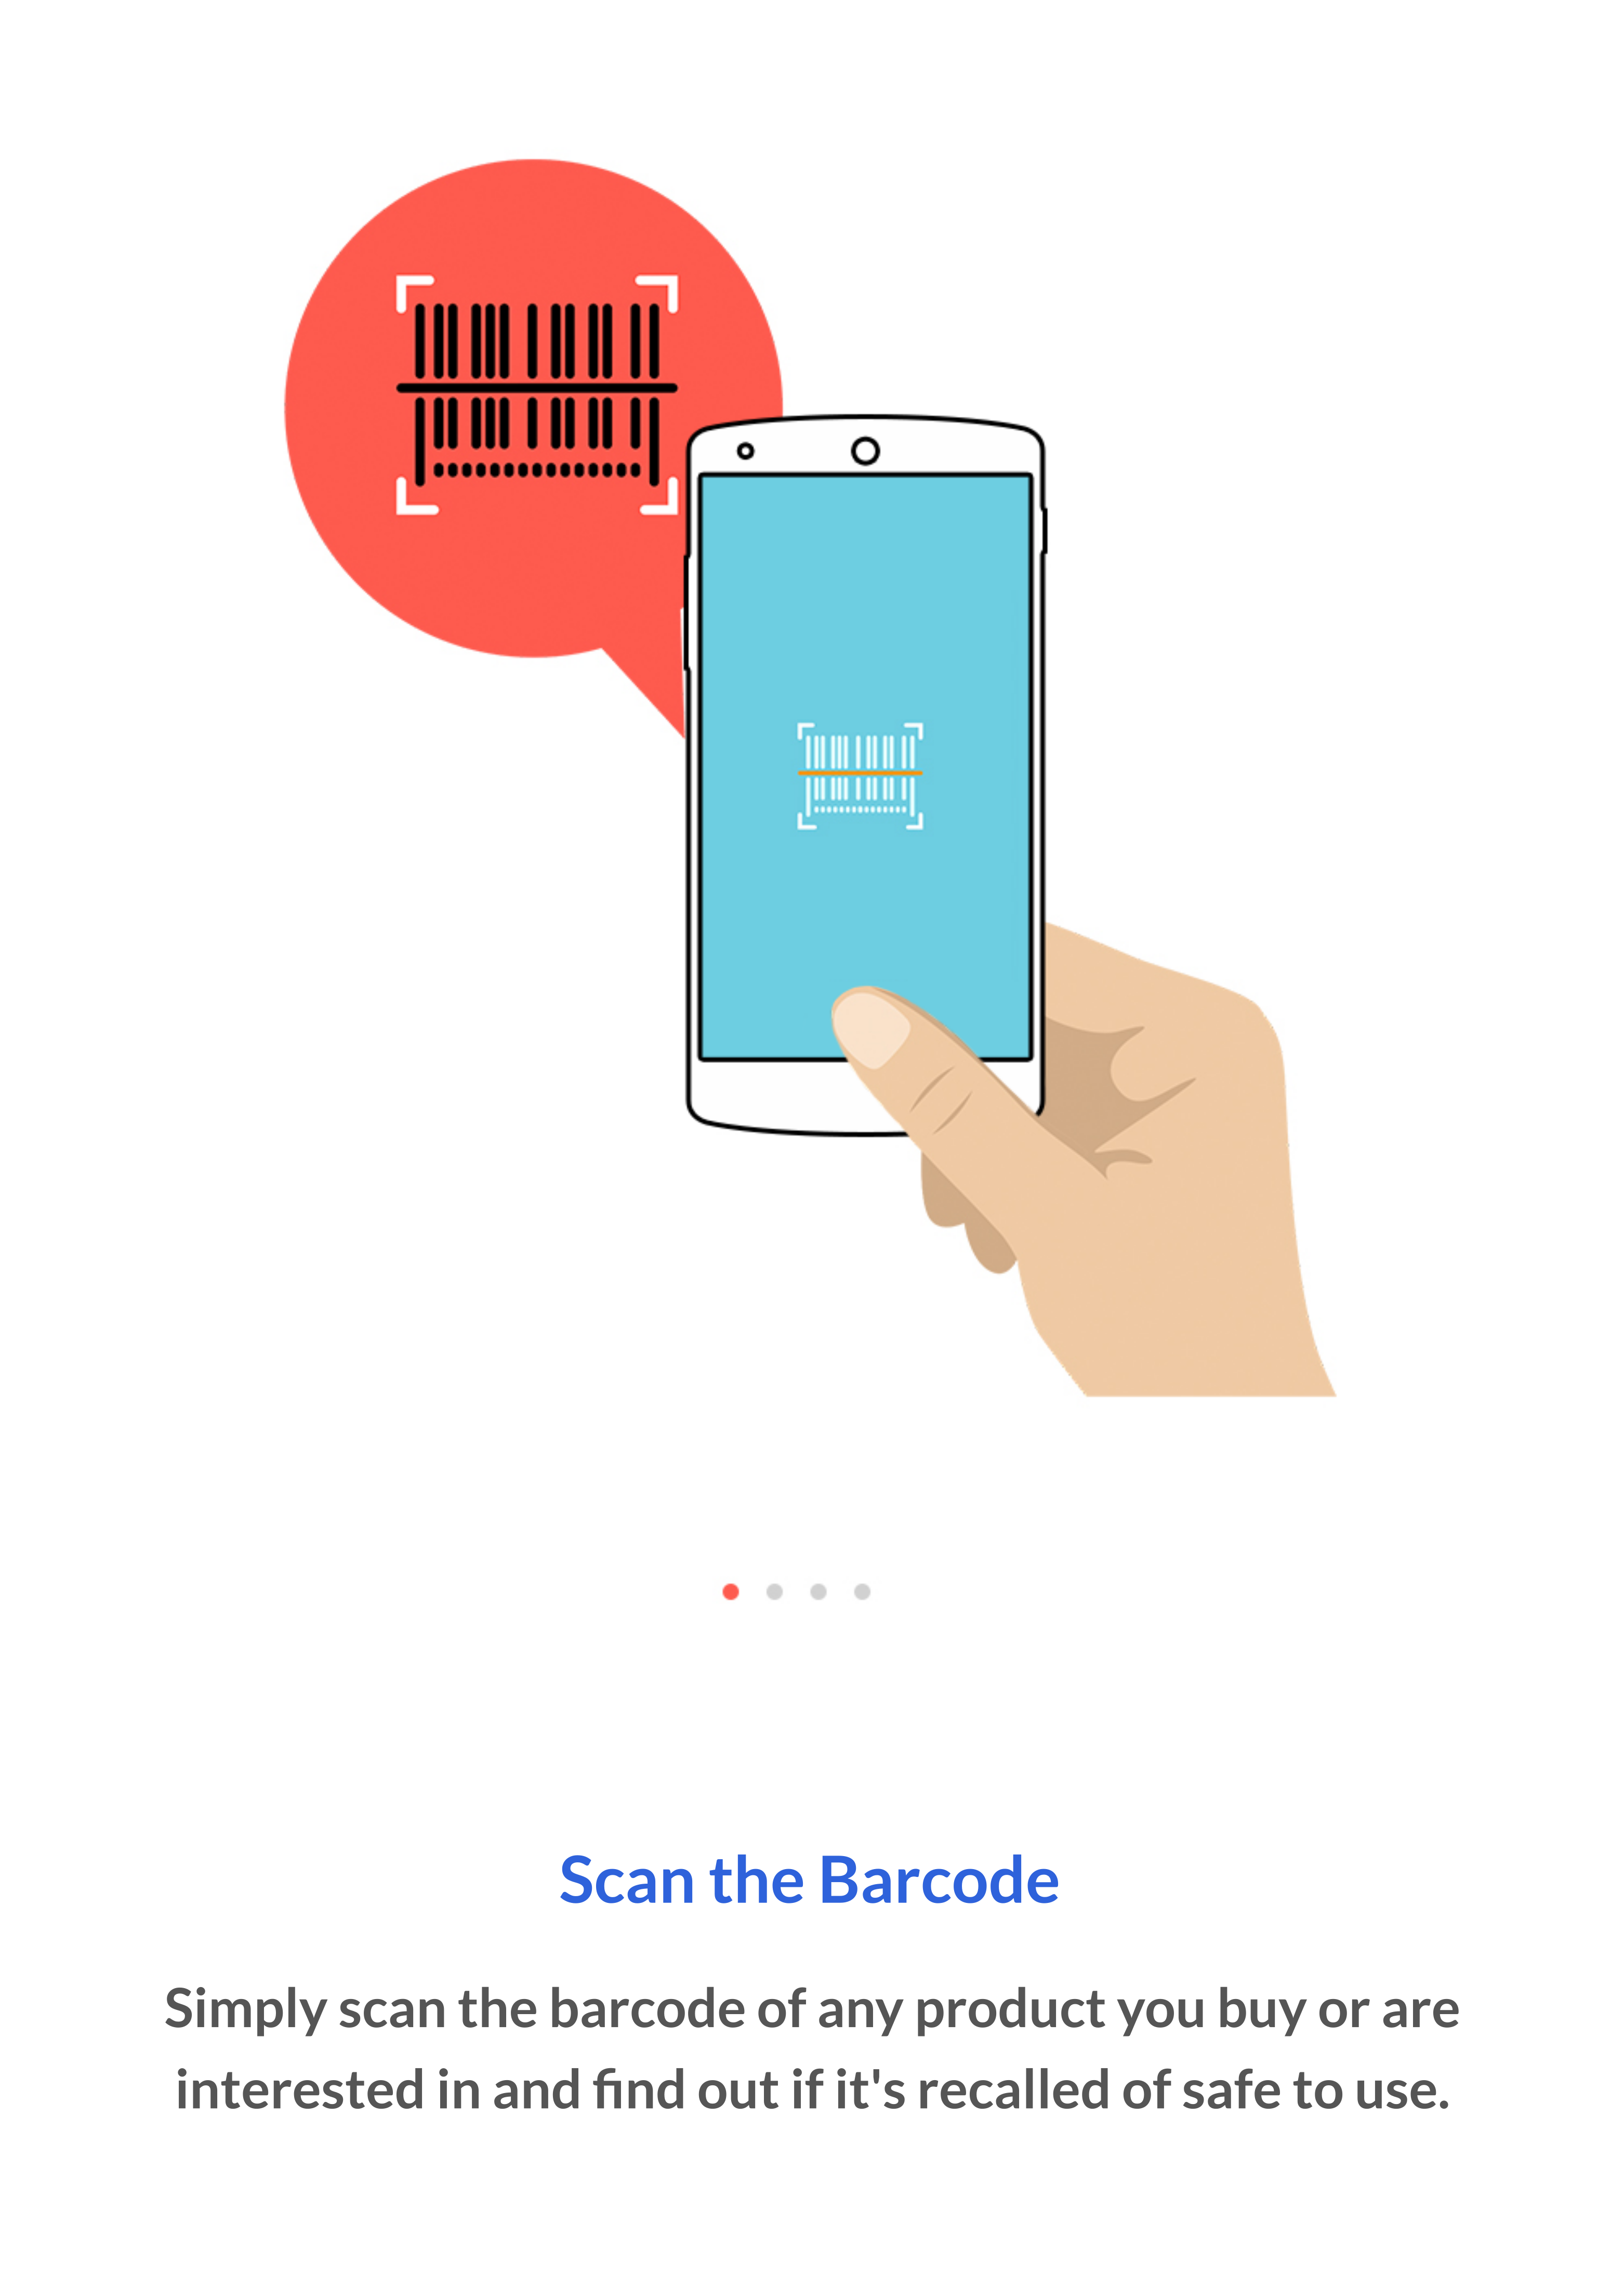 Scan the Barcode
Simply scan the barcode of any product you buy or are
interested in and find out if it's recalled of safe to use.